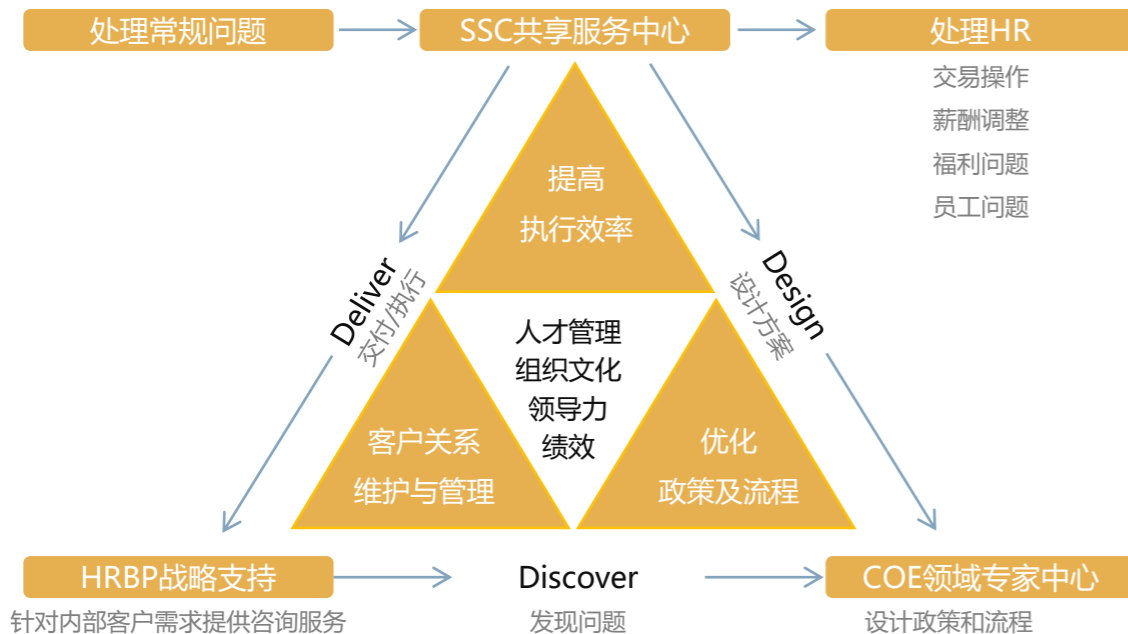 处理常规问题
SSC共享服务中心
处理HR
交易操作
薪酬调整
福利问题
员工问题
提高
执行效率
Deliver
交付/执行
Design
设计方案
人才管理
组织文化
领导力
绩效
客户关系
维护与管理
优化
政策及流程
HRBP战略支持
Discover
COE领域专家中心
针对内部客户需求提供咨询服务
发现问题
设计政策和流程